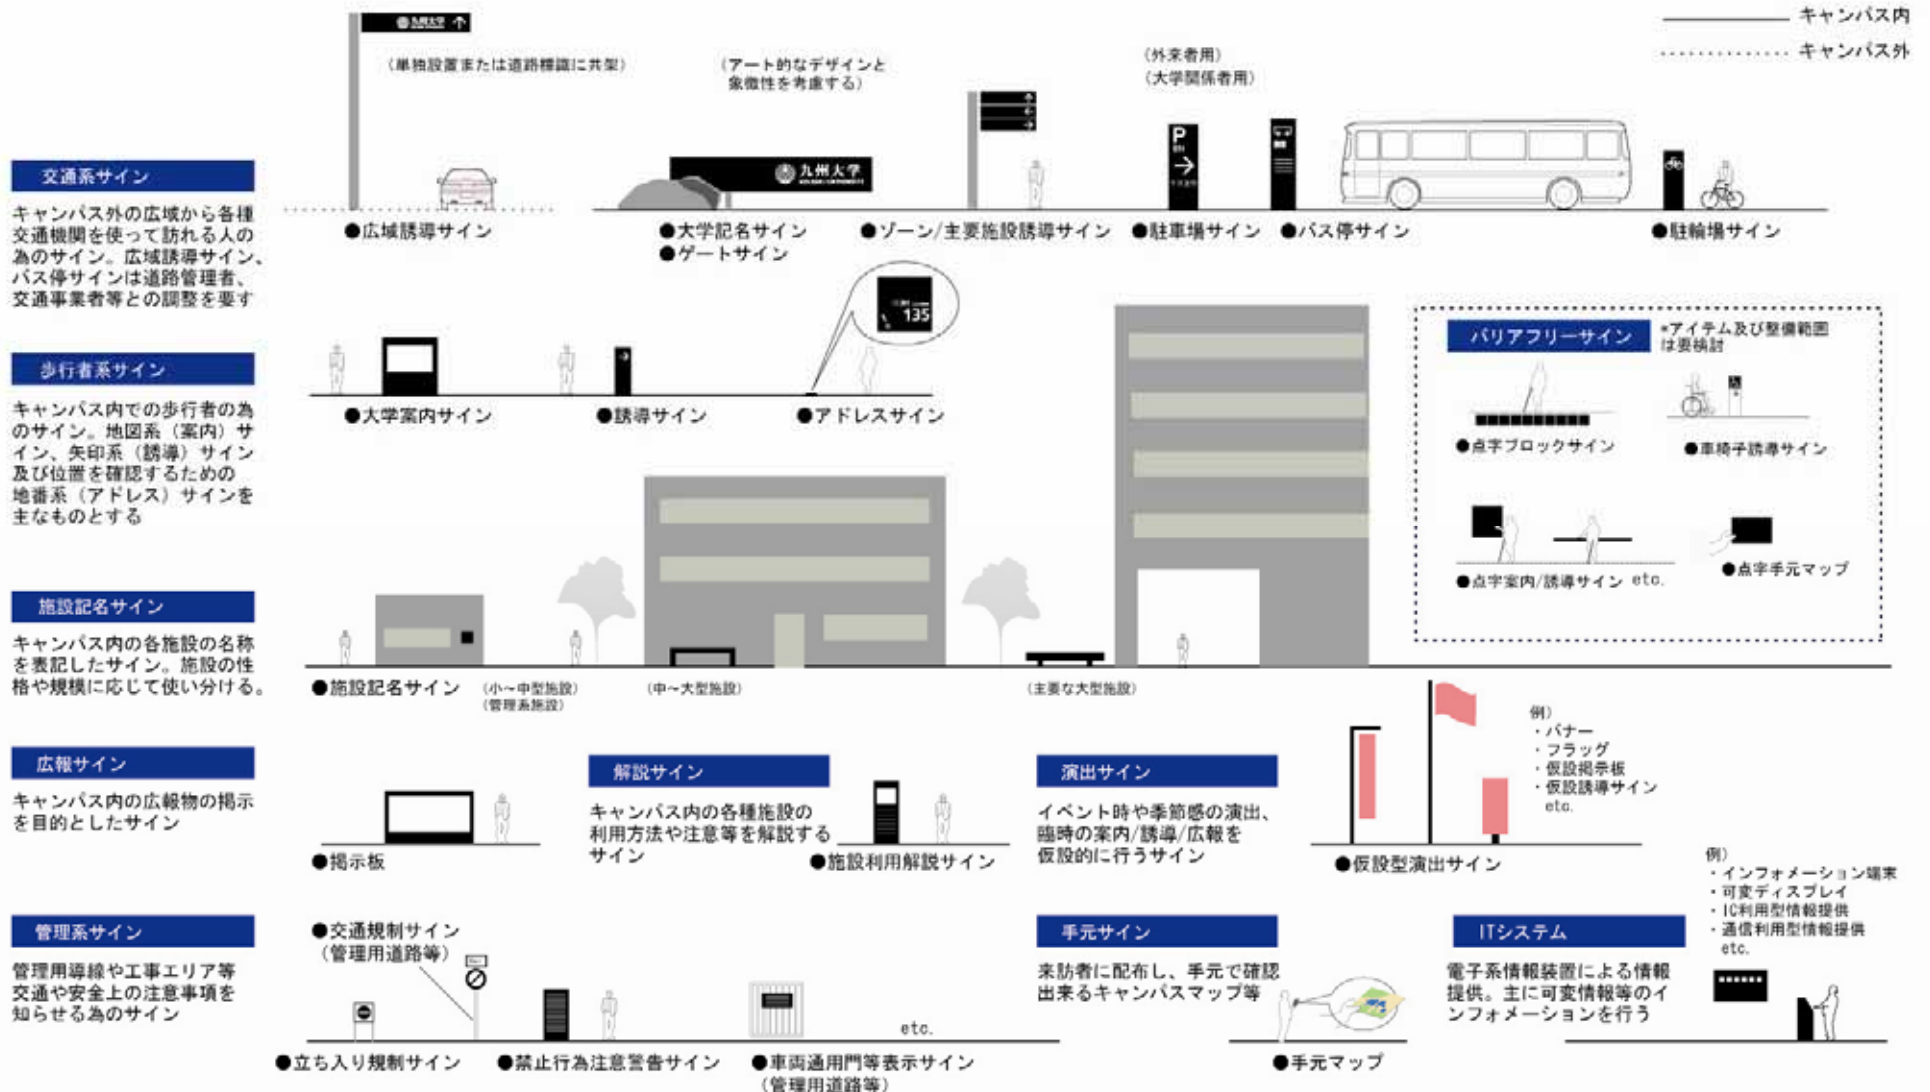 キャンパス内
キャンパス外
九州大学
(単独設置または道路標識に共架)
(アート的なデザインと
象徴性を考慮する)
(外来者用)
(大学関係者用)
交通系サイン
キャンパス外の広域から各種
交通機関を使って訪れる人の
為のサイン。広域誘導サイン、
バス停サインは道路管理者、
交通事業者等との調整を要す
九州大学
P
●広域誘導サイン
●大学記名サイン
●ゲートサイン
●ゾーン/主要施設誘導サイン
●駐車場サイン
●バス停サイン
●駐輪場サイン
歩行者系サイン
キャンパス内での歩行者の為
のサイン。地図系(案内)サ
イン、矢印系(誘導)サイン
及び位置を確認するための
地番系(アドレス)サインを
主なものとする
135
●大学案内サイン
●誘導サイン
●アドレスサイン
バリアフリーサイン
*アイテム及び整備範囲
は要検討
●点字ブロックサイン
●車椅子誘導サイン
●点字案内/誘導サイン etc.
●点字手元マップ
施設記名サイン
キャンパス内の各施設の名称
を表記したサイン。施設の性
格や規模に応じて使い分ける。
●施設記名サイン
(小〜中型施設)
(管理系施設)
(中〜大型施設)
(主要な大型施設)
広報サイン
キャンパス内の広報物の掲示
を目的としたサイン
●掲示板
解説サイン
キャンパス内の各種施設の
利用方法や注意等を解説する
サイン
●施設利用解説サイン
演出サイン
イベント時や季節感の演出、
臨時の案内/誘導/広報を
仮設的に行うサイン
●仮設型演出サイン
例)
・バナー
・フラッグ
・仮設掲示板
・仮設誘導サイン
etc.
管理系サイン
管理用導線や工事エリア等
交通や安全上の注意事項を
知らせる為のサイン
●交通規制サイン
(管理用道路等)
●立ち入り規制サイン
●禁止行為注意警告サイン
●車両通用門等表示サイン
(管理用道路等)
etc.
手元サイン
来訪者に配布し、手元で確認
出来るキャンパスマップ等
●手元マップ
ITシステム
電子系情報装置による情報
提供。主に可変情報等のイ
ンフォメーションを行う
例)
・インフォメーション端末
・可変ディスプレイ
・IC利用型情報提供
・通信利用型情報提供
etc.